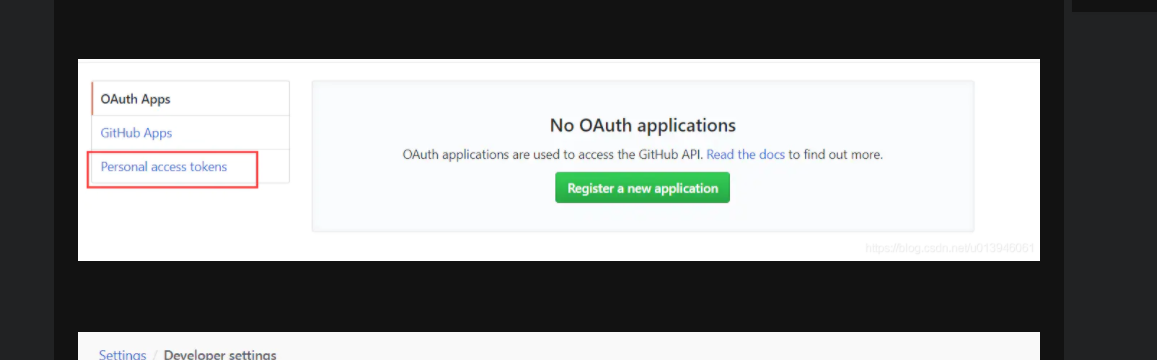 OAuth Apps
GitHub Apps
Personal access tokens
No OAuth applications
OAuth applications are used to access the GitHub API. Read the docs to find out more.
Register a new application
https://blog.csdn.net/u013946061
Settings / Developer settings